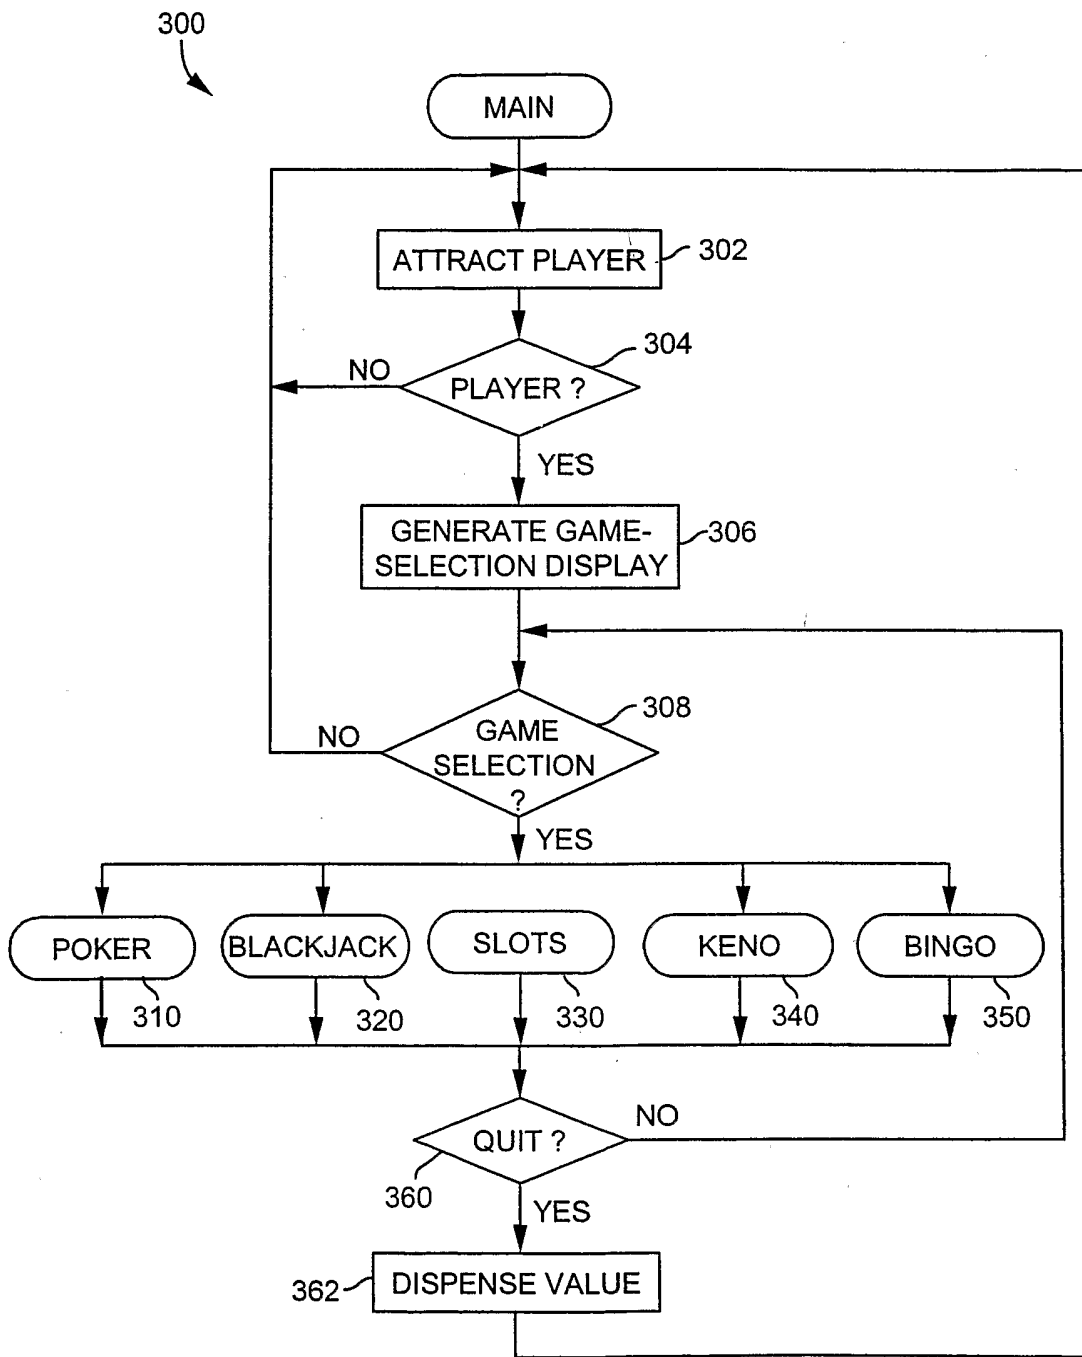 300
MAIN
ATTRACT PLAYER
302
304
NO
PLAYER ?
YES
GENERATE GAME-
SELECTION DISPLAY
306
308
NO
GAME
SELECTION
?
YES
POKER
BLACKJACK
SLOTS
KENO
BINGO
310
320
330
340
350
QUIT ?
NO
360
YES
DISPENSE VALUE
362